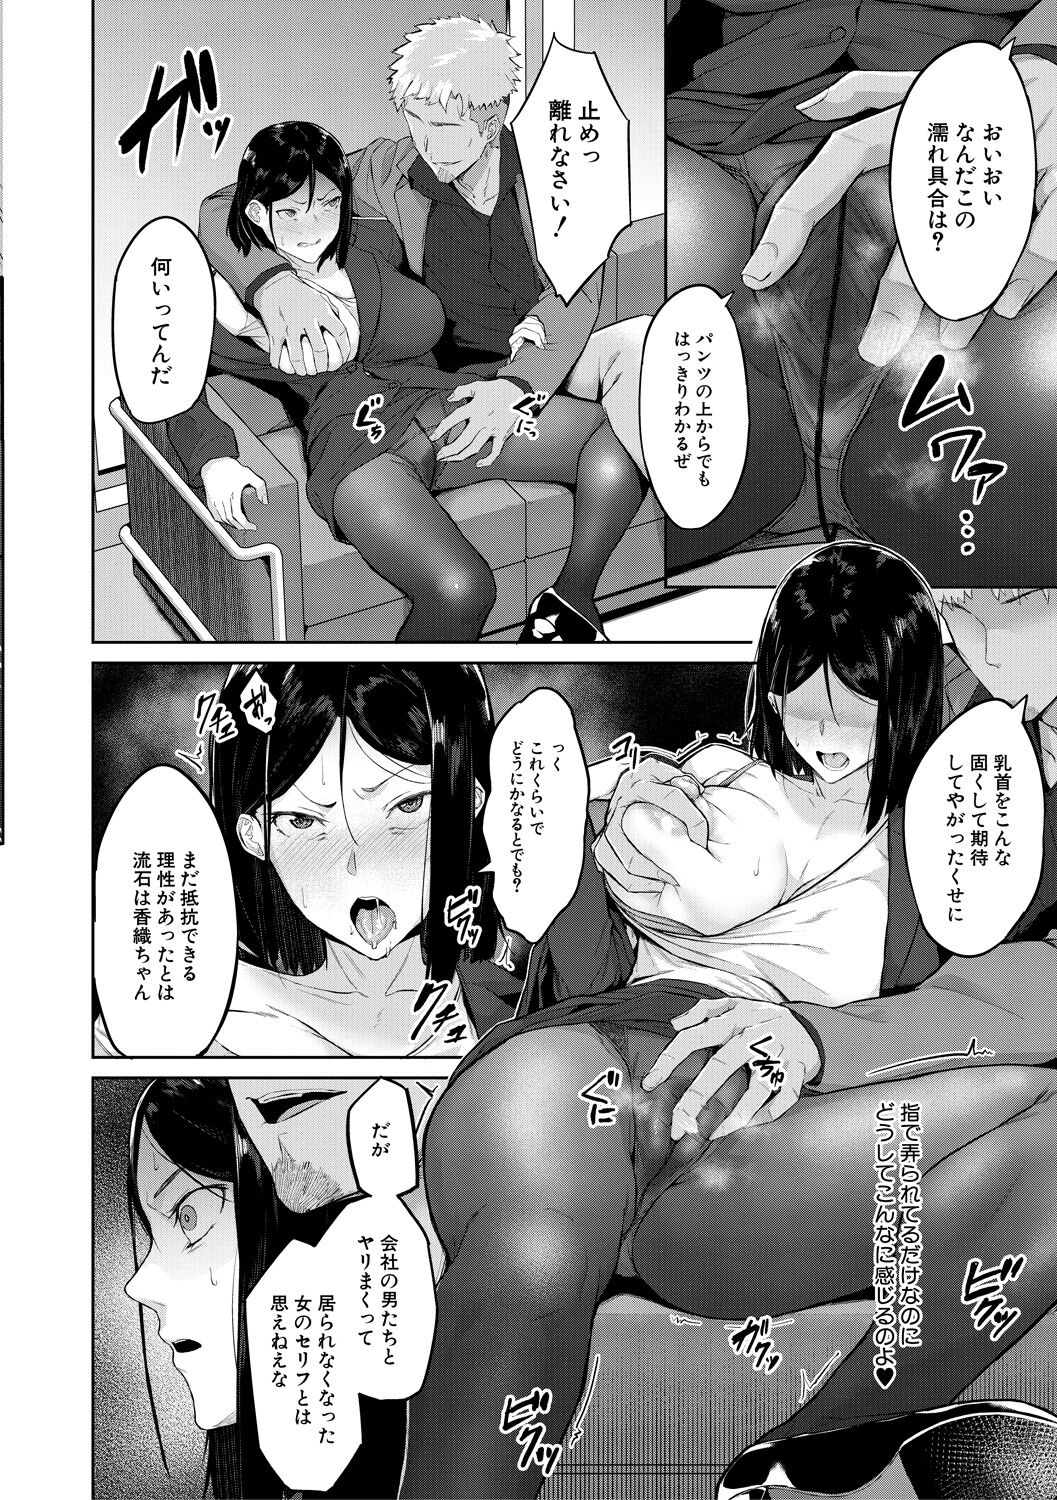 おいおい
なんだこの
濡れ具合は？
ムワァ…
パンツの上からでも
はっきりわかるぜ
止めっ
離れなさい！
ガバッ
何いってんだ
ぐに
ぐち
乳首をこんな
固くして期待
してやがったくせに
コリッ
くちゅ
ぐに
指で弄られてるだけなのに
どうしてこんなに感じるのよ♥
ビクッ
ガクッ
ビクッ
っく
これくらいで
どうにかなるとでも？
クチュ
おっ
ビクッ
クチュ
まだ抵抗できる
理性があったとは
流石は香織ちゃん
だが
会社の男たちと
ヤリまくって
居られなくなった
女のセリフとは
思えねえな